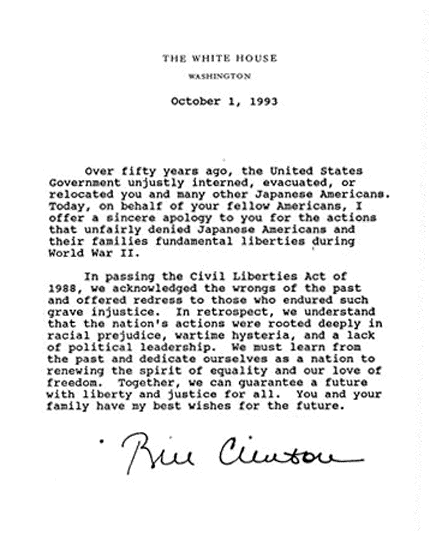 THE WHITE HOUSE
WASHINGTON
October 1, 1993
Over fifty years ago, the United States
Government unjustly interned, evacuated, or
relocated you and many other Japanese Americans.
Today, on behalf of your fellow Americans, I
offer a sincere apology to you for the actions
that unfairly denied Japanese Americans and
their families fundamental liberties during
World War II.
In passing the Civil Liberties Act of
1988, we acknowledged the wrongs of the past
and offered redress to those who endured such
grave injustice. In retrospect, we understand
that the nation's actions were rooted deeply in
racial prejudice, wartime hysteria, and a lack
of political leadership. We must learn from
the past and dedicate ourselves as a nation to
renewing the spirit of equality and our love of
freedom. Together, we can guarantee a future
with liberty and justice for all. You and your
family have my best wishes for the future.
Bill Clinton